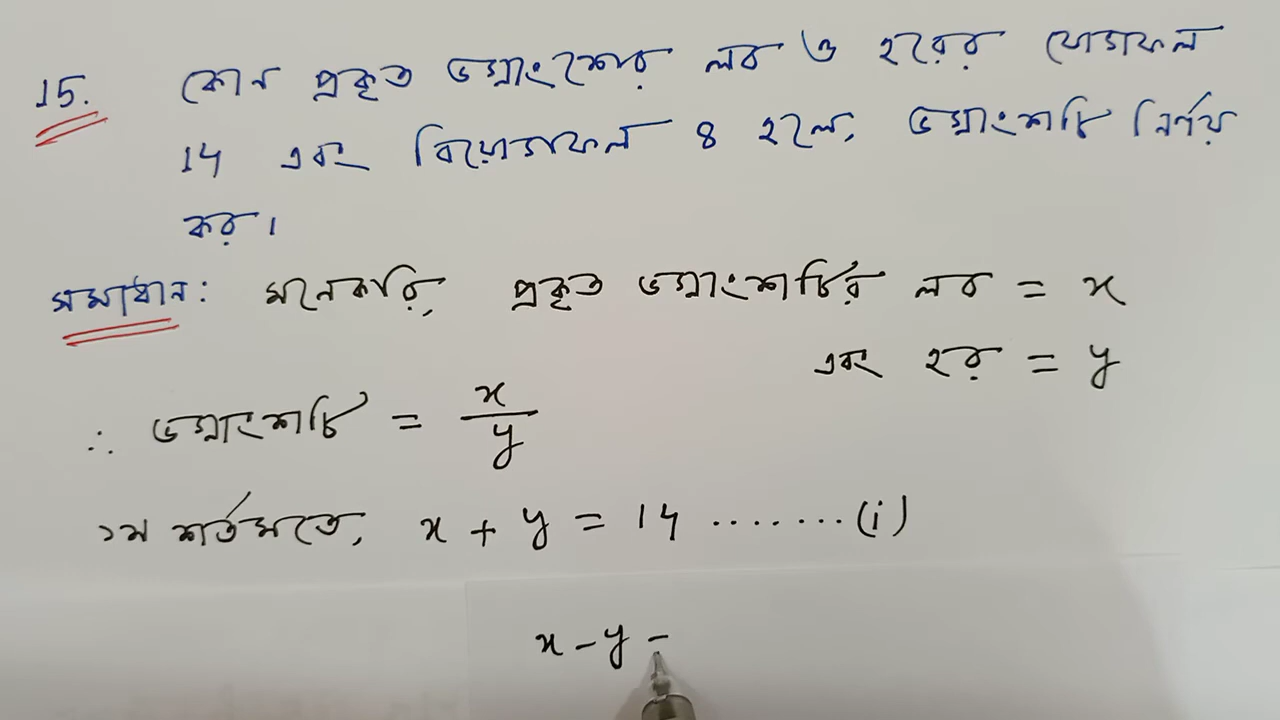 15. কোন প্রকৃত ভগ্নাংশের লব ও হরের যোগফল
14 এবং বিয়োগফল 8 হলে, ভগ্নাংশটি নির্ণয়
কর।
সমাধান: মনেকরি, প্রকৃত ভগ্নাংশটির লব = x
এবং হর = y
∴ ভগ্নাংশটি = x/y
১ম শর্তমতে, x + y = 14 ........(i)
x - y -